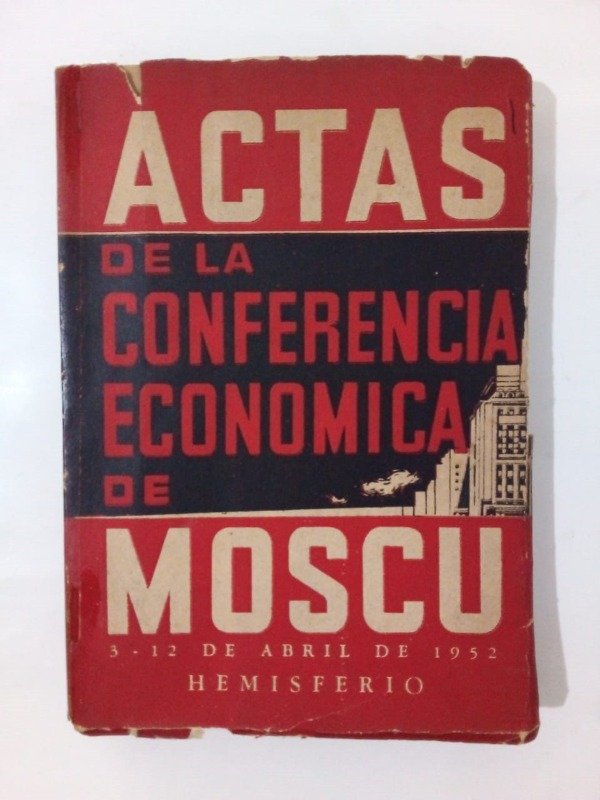 ACTAS
DE LA
CONFERENCIA
ECONOMICA
DE
MOSCU
3 - 12 DE ABRIL DE 1952
HEMISFERIO